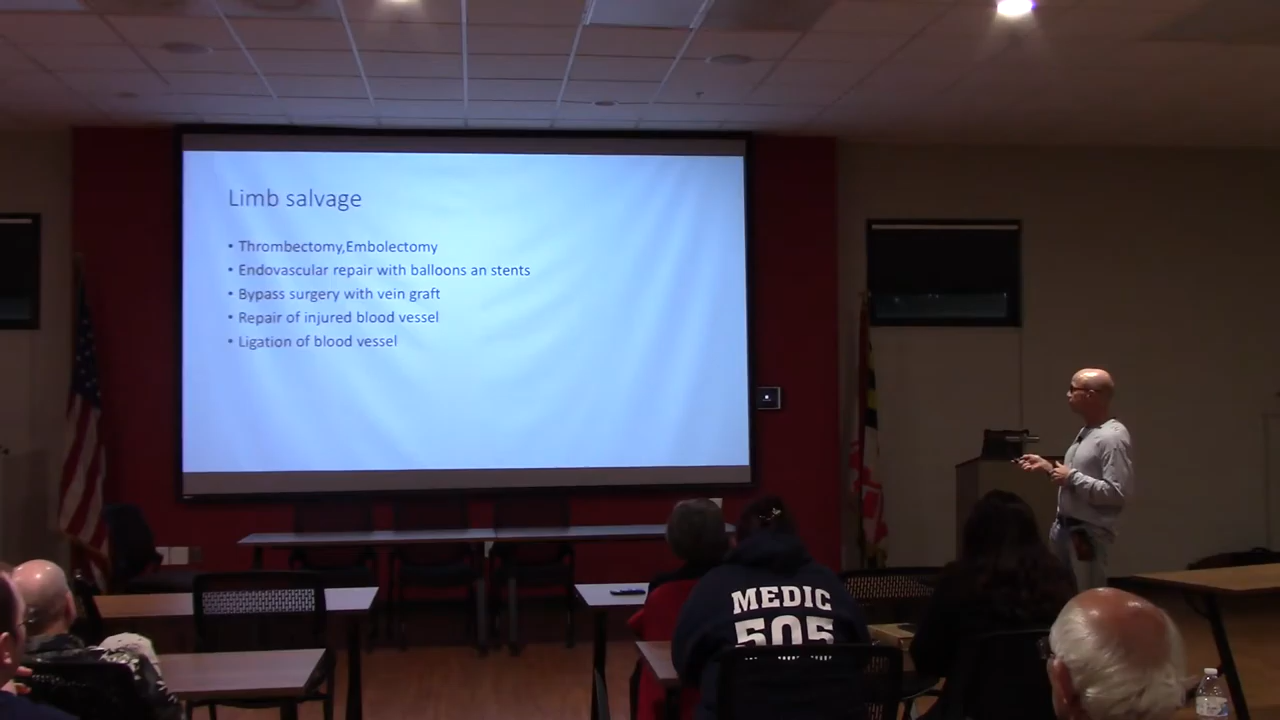 Limb salvage
• Thrombectomy,Embolectomy
• Endovascular repair with balloons an stents
• Bypass surgery with vein graft
• Repair of injured blood vessel
• Ligation of blood vessel
MEDIC
505